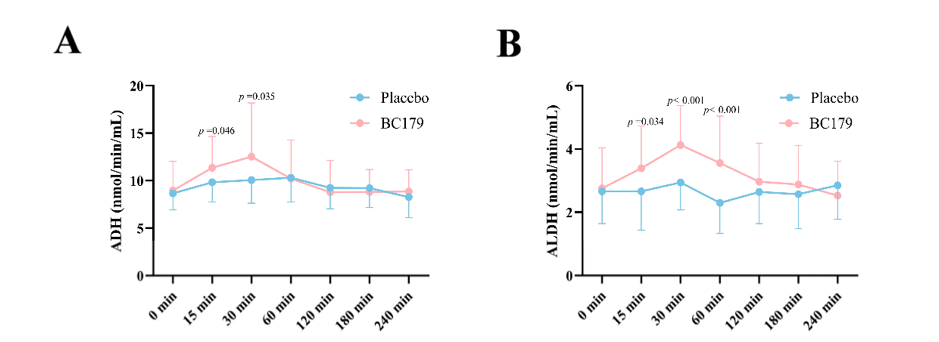 A
ADH (nmol/min/min/mL)
20
15
10
5
0
p=0.046
p=0.035
Placcbo
BC179
0 min
15 min
30 min
60 min
120 min
180 min
240 min
B
ALDH (nmol/min/min/mL)
6
4
2
0
p=0.034
p< 0.001
p< 0.001
Placebo
BC179
0 min
15 min
30 min
60 min
120 min
180 min
240 min